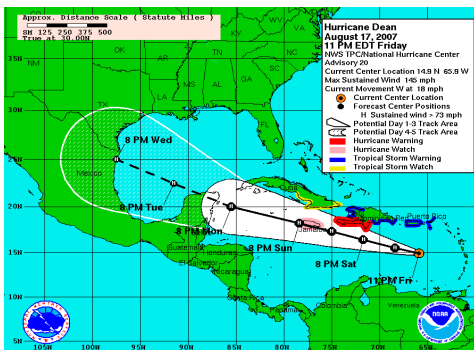 Approx. Distance Scale ( Statute Miles )
SM 125 250 375 500
True at 30.00N
Hurricane Dean
August 17, 2007
11 PM EDT Friday
NWS TPC/National Hurricane Center
Advisory 20
Current Center Location 14.9 N 65.9 W
Max Sustained Wind 145 mph
Current Movement W at 18 mph
Current Center Location
Forecast Center Positions
H Sustained wind > 73 mph
Potential Day 1-3 Track Area
Potential Day 4-5 Track Area
Hurricane Warning
Hurricane Watch
Tropical Storm Warning
Tropical Storm Watch
NM
OK
AR
TN
NC
VA
WV
KY
SC
TX
LA
MS
AL
GA
FL
35N
30N
25N
20N
15N
10N
5N
8 PM Wed
Mexico
8 PM Tue
8 PM Mon
8 PM Sun
8 PM Sat
11 PM Fri
Cuba
Jamaica
Puerto Rico
Guatemala
Honduras
El Salvador
Nicaragua
Costa Rica
Panama
Colombia
Venezuela
H H H H H H
NOAA
105W 100W 95W 90W 85W 80W 75W 70W 65W